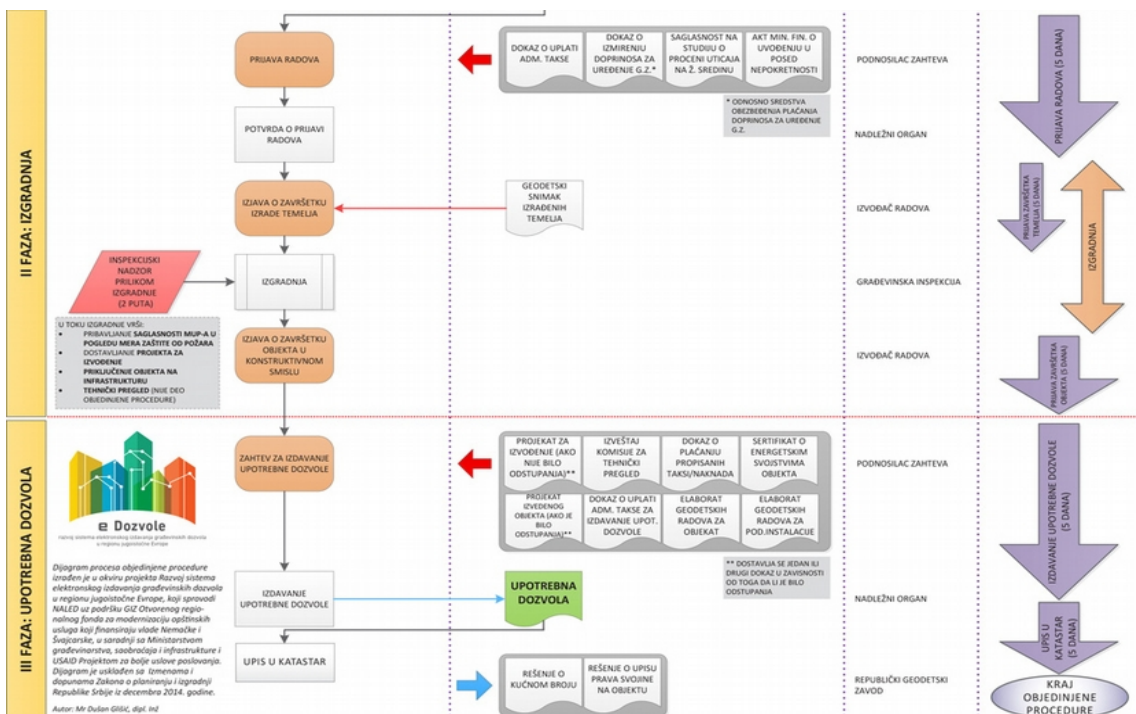 II FAZA: IZGRADNJA
PRIJAVA RADOVA
DOKAZ O UPLATI
ADM. TAKSE
DOKAZ O
IZMIRENJU
DOPRINOSA ZA
UREĐENJE G.Z.*
SAGLASNOST NA
STUDIJU O
PROCENI UTICAJA
NA Ž. SREDINU
AKT MIN. FIN. O
UVOĐENJU U
POSED
NEPOKRETNOSTI
PODNOSILAC ZAHTEVA
PRIJAVA RADOVA (5 DANA)
* ODNOSNO SREDSTVA
OBEZBEĐENJA PLAĆANJA
DOPRINOSA ZA UREĐENJE
G.Z.
POTVRDA O PRIJAVI
RADOVA
NADLEŽNI ORGAN
IZJAVA O ZAVRŠETKU
IZRADE TEMELJA
GEODETSKI
SNIMAK
IZRAĐENIH
TEMELJA
IZVOĐAČ RADOVA
PRIJAVA ZAVRŠETKA
TEMELJA (5 DANA)
IZGRADNJA
INSPEKCIJSKI
NADZOR
PRILIKOM
IZGRADNJE
(2 PUTA)
IZGRADNJA
GRAĐEVINSKA INSPEKCIJA
U TOKU IZGRADNJE VRŠI:
• PRIBAVLJANJE SAGLASNOSTI MUP-A U
POGLEDU MERA ZAŠTITE OD POŽARA
• DOSTAVLJANJE PROJEKTA ZA
IZVOĐENJE
• PRIKLJUČENJE OBJEKTA NA
INFRASTRUKTURU
• TEHNIČKI PREGLED (NIJE DEO
OBJEDINJENE PROCEDURE)
IZJAVA O ZAVRŠETKU
OBJEKTA U
KONSTRUKTIVNOM
SMISLU
IZVOĐAČ RADOVA
PRIJAVA ZAVRŠETKA
OBJEKTA (5 DANA)
III FAZA: UPOTREBNA DOZVOLA
e Dozvole
razvoj sistema elektronskog izdavanja građevinskih dozvola
u regionu jugoistočne Evrope
ZAHTEV ZA IZDAVANJE
UPOTREBNE DOZVOLE
PROJEKAT ZA
IZVOĐENJE (AKO
NIJE BILO
ODSTUPANJA)**
IZVEŠTAJ
KOMISIJE ZA
TEHNIČKI
PREGLED
DOKAZ O
PLAĆANJU
PROPISANIH
TAKSI/NAKNADA
SERTIFIKAT O
ENERGETSKIM
SVOJSTVIMA
OBJEKTA
PROJEKAT
IZVEDENOG
OBJEKTA (AKO JE
BILO
ODSTUPANJA)**
DOKAZ O UPLATI
ADM. TAKSE ZA
IZDAVANJE UPOT.
DOZVOLE
ELABORAT
GEODETSKIH
RADOVA ZA
OBJEKAT
ELABORAT
GEODETSKIH
RADOVA ZA
POD.INSTALACIJE
PODNOSILAC ZAHTEVA
IZDAVANJE UPOTREBNE DOZVOLE
(5 DANA)
** DOSTAVLJA SE JEDAN ILI
DRUGI DOKAZ U ZAVISNOSTI
OD TOGA DA LI JE BILO
ODSTUPANJA
Dijagram procesa objedinjene procedure
izrađen je u okviru projekta Razvoj sistema
elektronskog izdavanja građevinskih dozvola
u regionu jugoistočne Evrope, koji sprovodi
NALED uz podršku GIZ Otvorenog regio-
nalnog fonda za modernizaciju opštinskih
usluga koji finansiraju vlade Nemačke i
Švajcarske, u saradnji sa Ministarstvom
građevinarstva, saobraćaja i infrastrukture i
USAID Projektom za bolje uslove poslovanja.
Dijagram je usklađen sa Izmenama i
dopunama Zakona o planiranju i izgradnji
Republike Srbije iz decembra 2014. godine.
Autor: Mr Dušan Glišić, dipl. Inž
IZDAVANJE
UPOTREBNE DOZVOLE
UPOTREBNA
DOZVOLA
NADLEŽNI ORGAN
UPIS U KATASTAR
UPIS U
KATASTAR
(5 DANA)
REŠENJE O
KUĆNOM BROJU
REŠENJE O UPISU
PRAVA SVOJINE
NA OBJEKTU
REPUBLIČKI GEODETSKI
ZAVOD
KRAJ
OBJEDINJENE
PROCEDURE